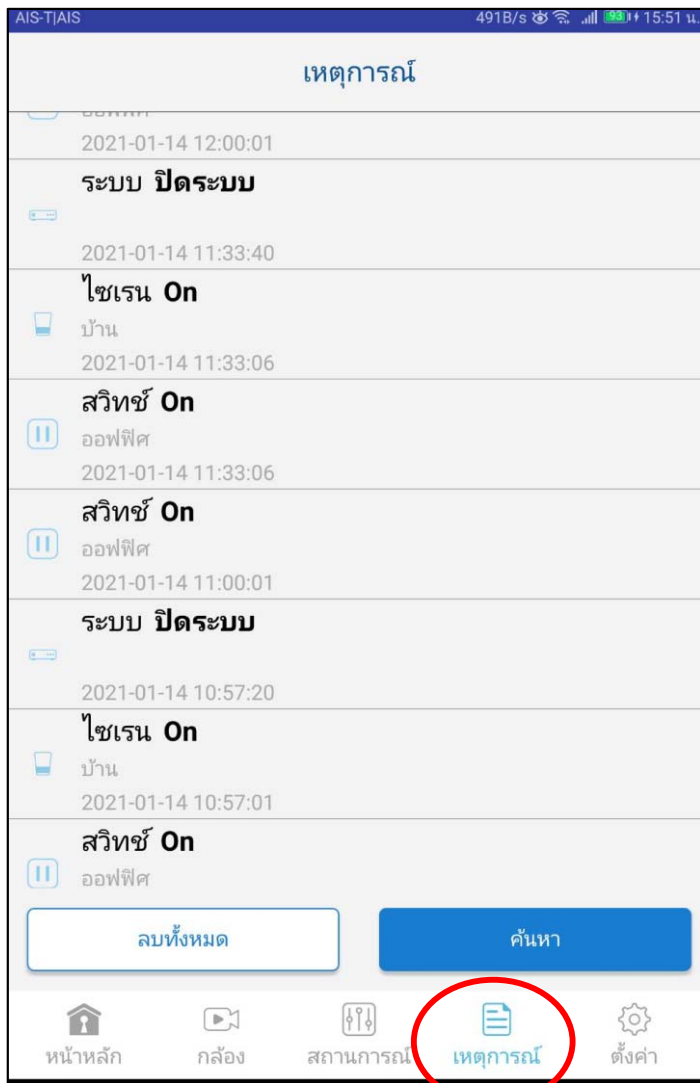 AIS-T|AIS 491B/s 93 15:51 น.
เหตุการณ์
ออฟฟิศ
2021-01-14 12:00:01
ระบบ ปิดระบบ
2021-01-14 11:33:40
ไซเรน On
บ้าน
2021-01-14 11:33:06
สวิทช์ On
ออฟฟิศ
2021-01-14 11:33:06
สวิทช์ On
ออฟฟิศ
2021-01-14 11:00:01
ระบบ ปิดระบบ
2021-01-14 10:57:20
ไซเรน On
บ้าน
2021-01-14 10:57:01
สวิทช์ On
ออฟฟิศ
ลบทั้งหมด ค้นหา
หน้าหลัก กล้อง สถานการณ์ เหตุการณ์ ตั้งค่า